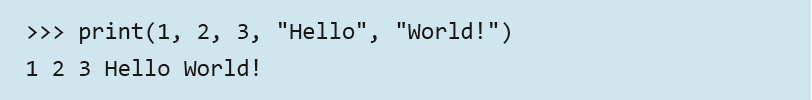 >>> print(1, 2, 3, "Hello", "World!")
1 2 3 Hello World!